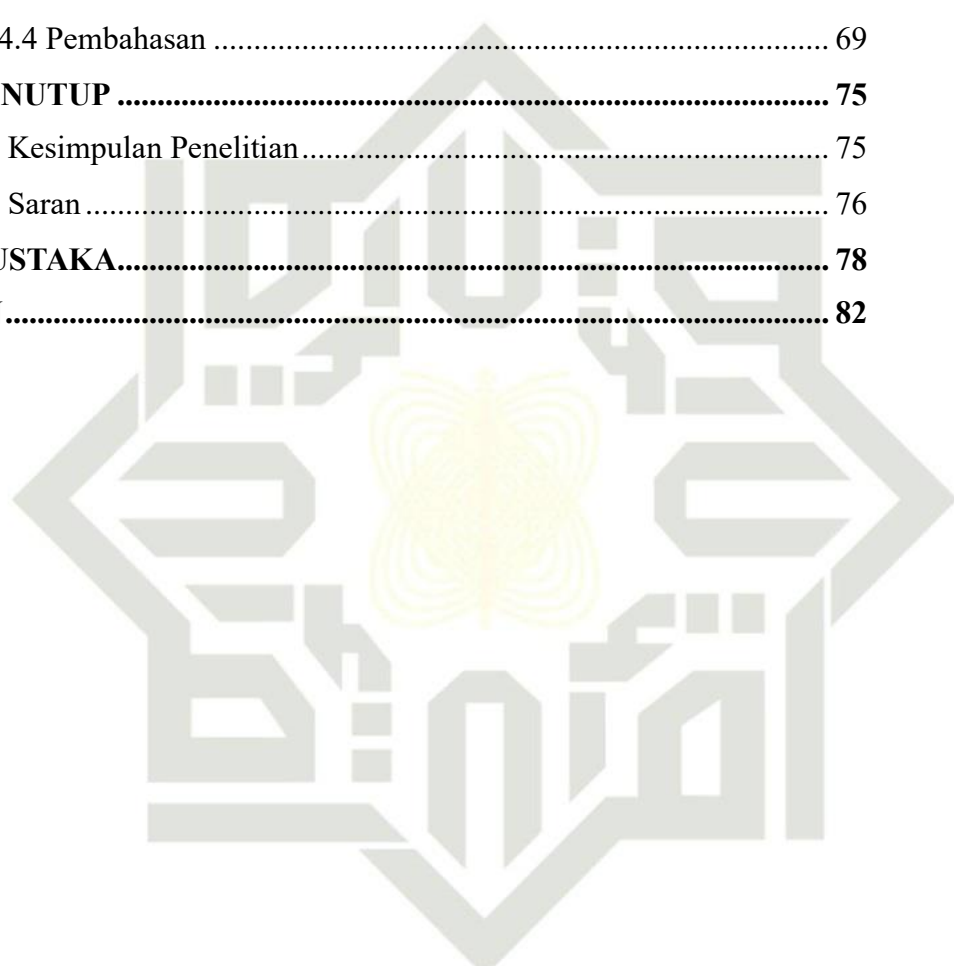 4.4 Pembahasan ........................................................................... 69
NUTUP ......................................................................................... 75
Kesimpulan Penelitian ................................................................ 75
Saran ........................................................................................... 76
USTAKA ......................................................................................... 78
......................................................................................................... 82